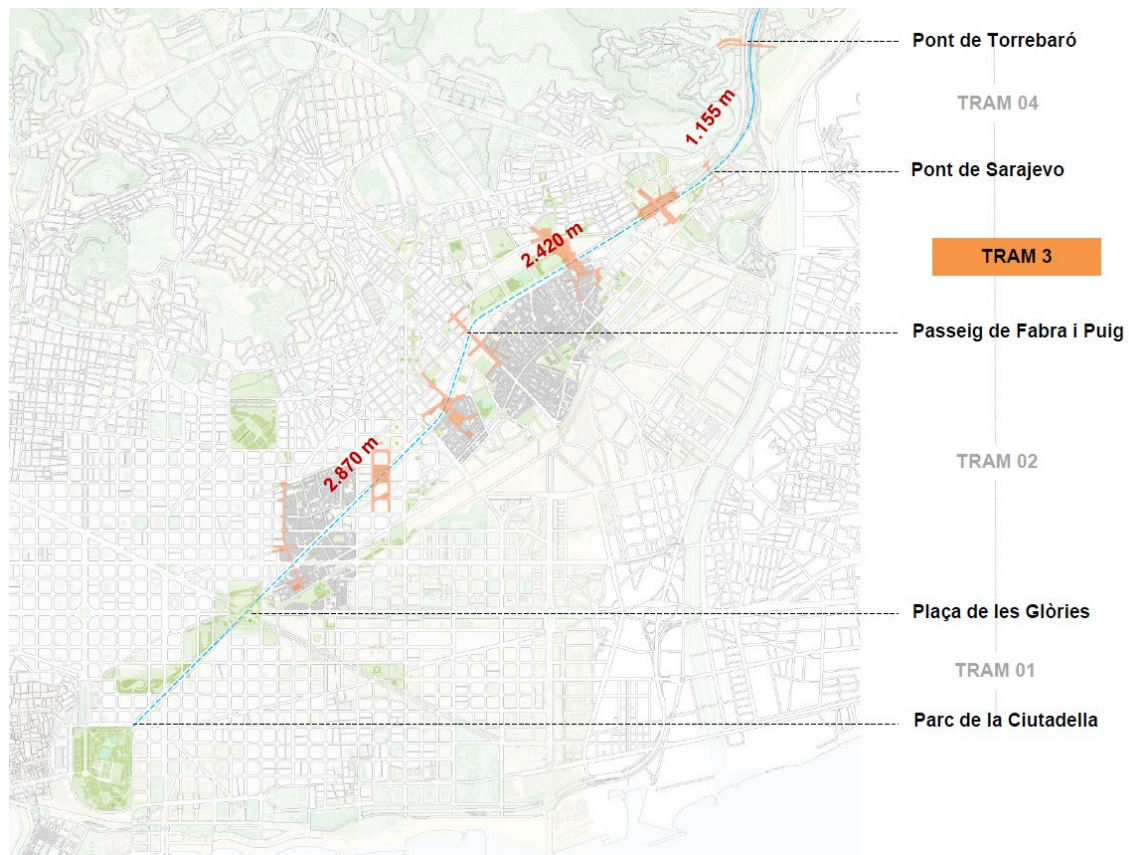 Pont de Torrebaró
TRAM 04
1.155 m
Pont de Sarajevo
2.420 m
TRAM 3
Passeig de Fabra i Puig
2.870 m
TRAM 02
Plaça de les Glòries
TRAM 01
Parc de la Ciutadella